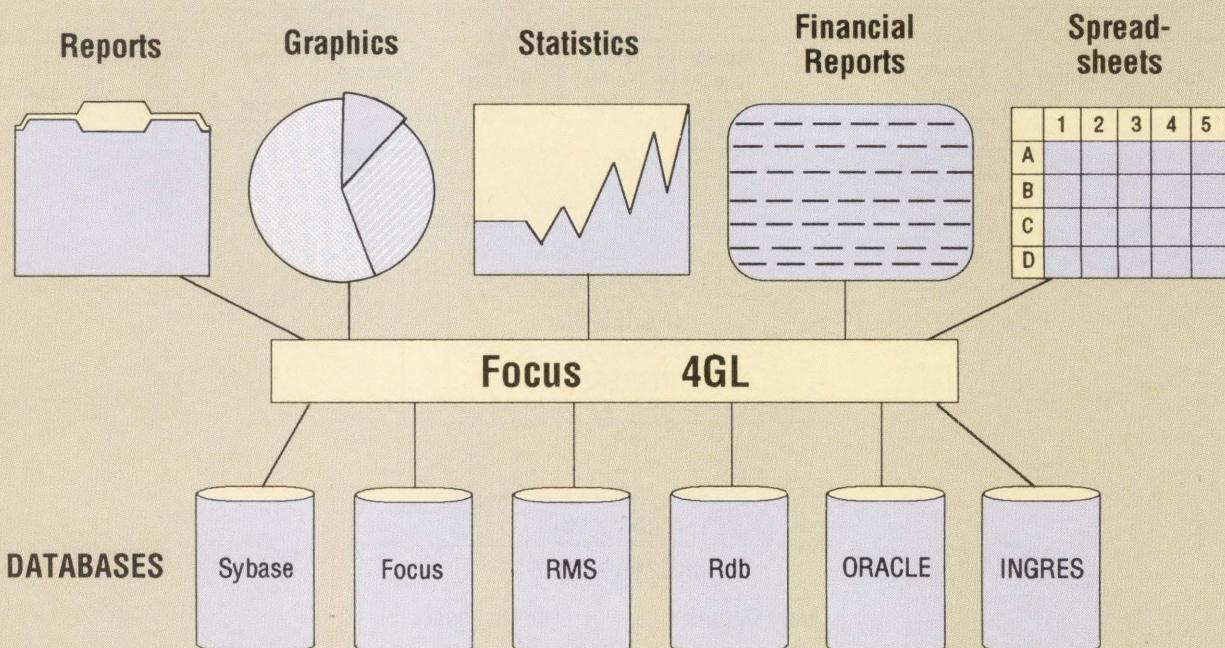 Reports
Graphics
Statistics
Financial
Reports
Spread-
sheets
1 2 3 4 5
A
B
C
D
Focus 4GL
DATABASES
Sybase
Focus
RMS
Rdb
ORACLE
INGRES